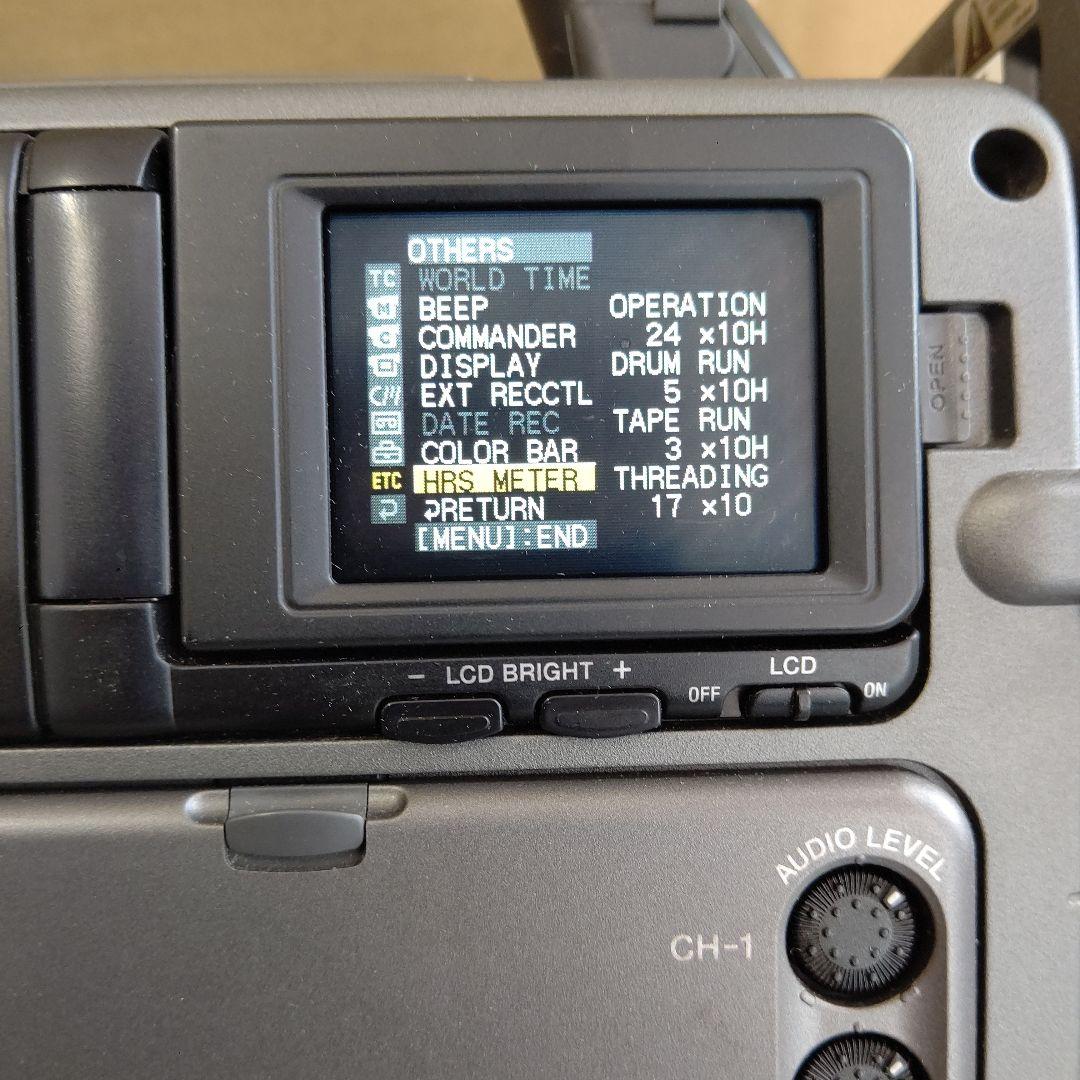 OTHERS
TC WORLD TIME
BEEP OPERATION
COMMANDER 24 ×10H
DISPLAY DRUM RUN
EXT RECCTL 5 ×10H
DATE REC TAPE RUN
COLOR BAR 3 ×10H
ETC HRS METER THREADING
RETURN 17 ×10
[MENU]:END
OPEN
− LCD BRIGHT +
LCD
OFF ON
AUDIO LEVEL
CH-1